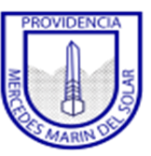 PROVIDENCIA
MERCEDES MARIN DEL SOLAR